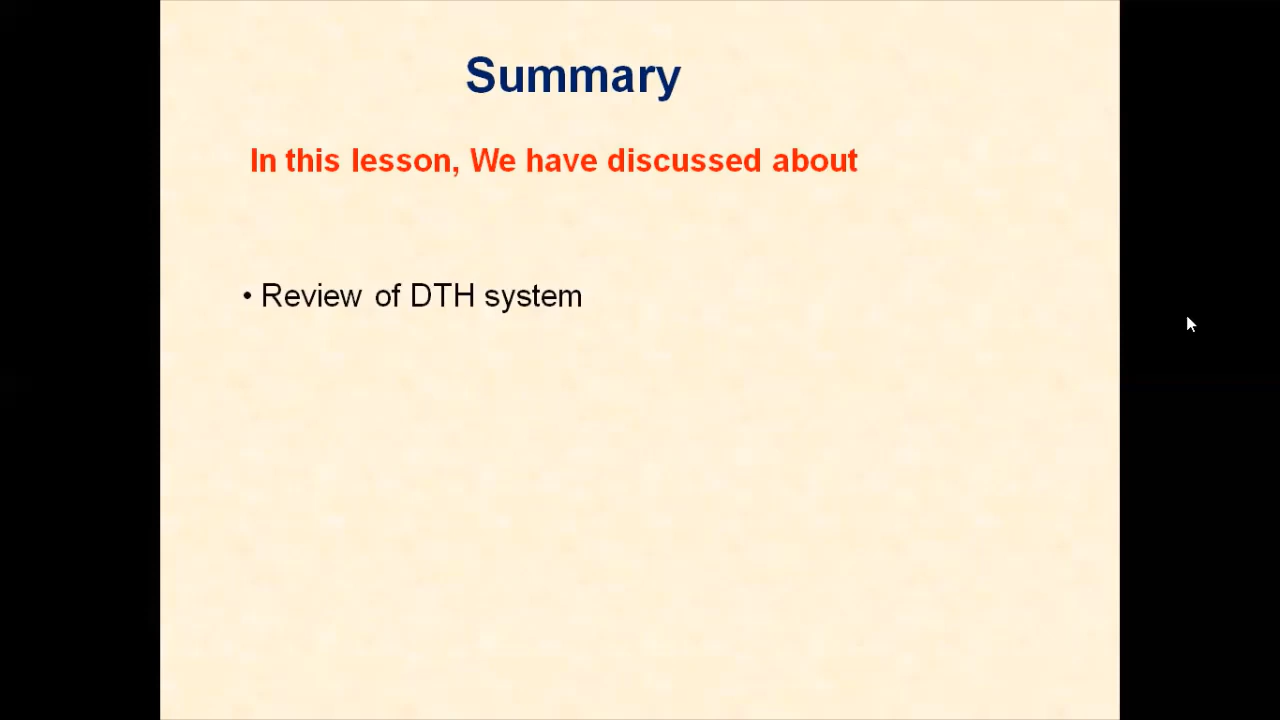 Summary
In this lesson, We have discussed about
• Review of DTH system